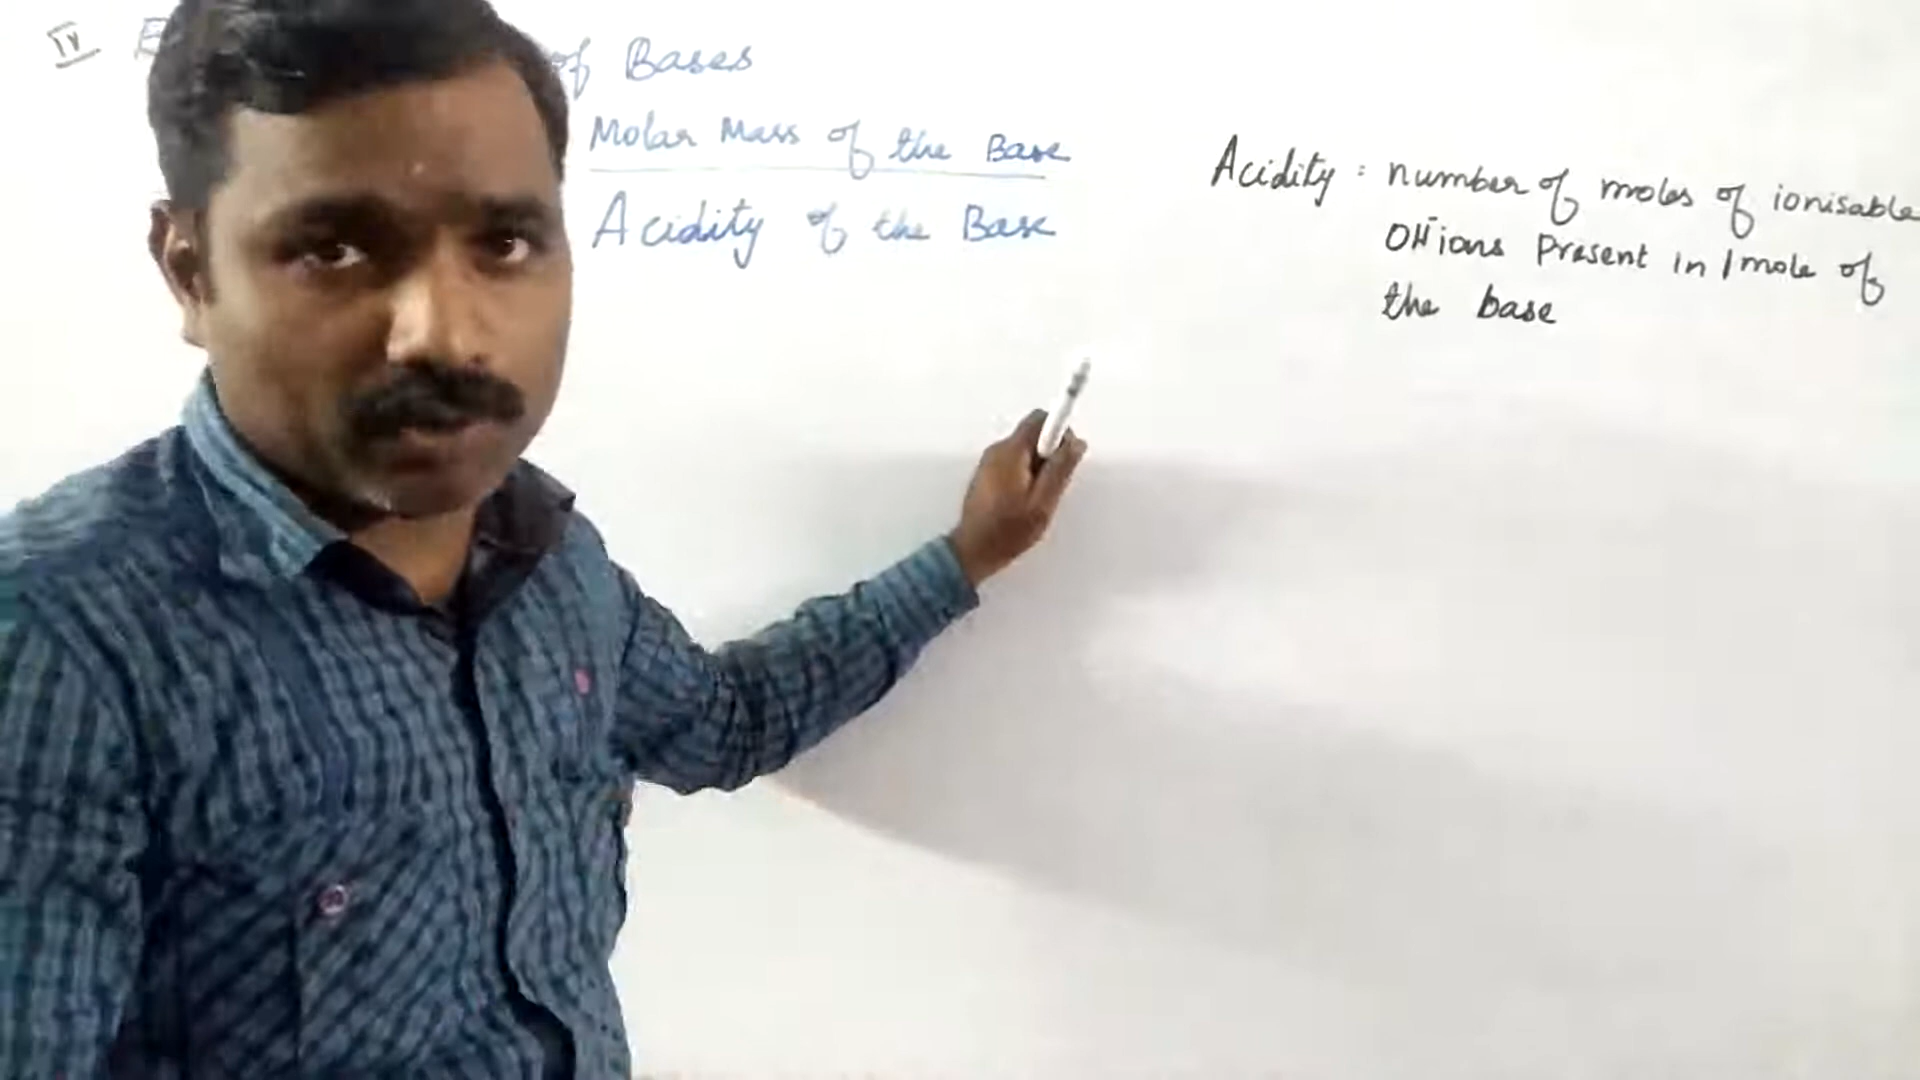 IV
of Bases
Molar Mass of the Base
Acidity of the Base
Acidity : number of moles of ionisable
OH⁻ ions Present in 1 mole of
the base